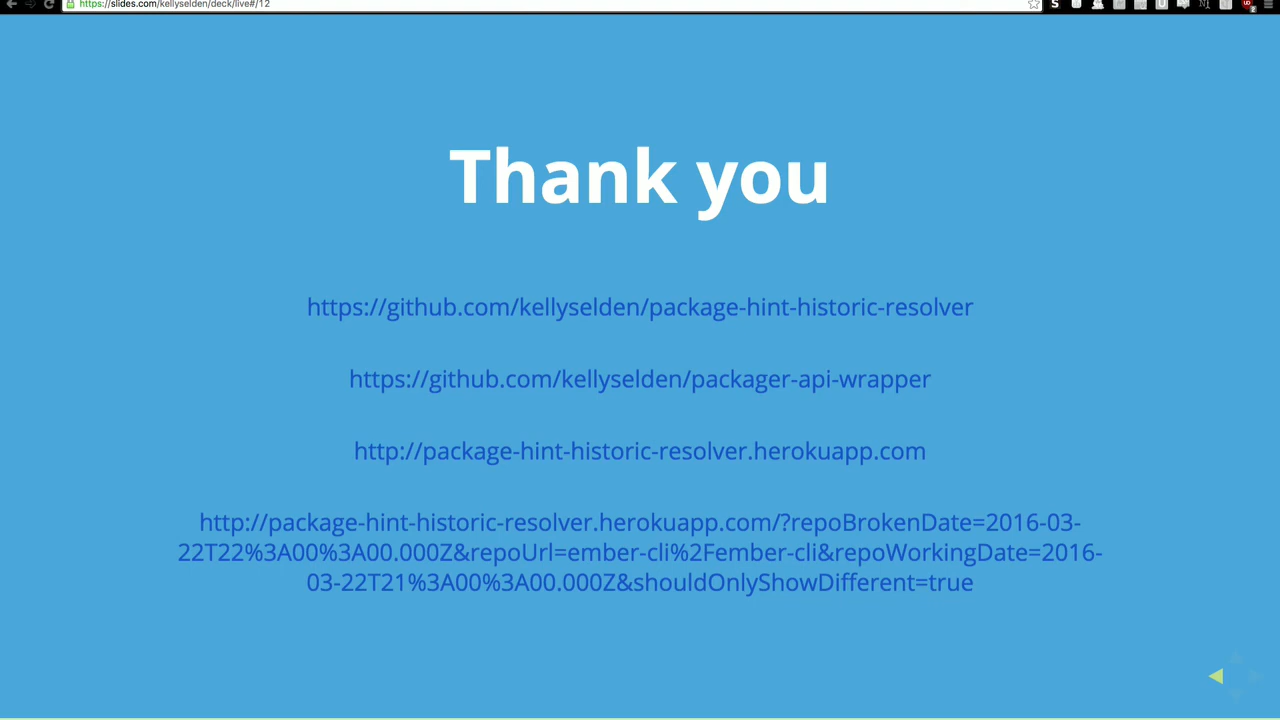 https://slides.com/kellyselden/deck/live#/12
Thank you
https://github.com/kellyselden/package-hint-historic-resolver
https://github.com/kellyselden/packager-api-wrapper
http://package-hint-historic-resolver.herokuapp.com
http://package-hint-historic-resolver.herokuapp.com/?repoBrokenDate=2016-03-
22T22%3A00%3A00.000Z&repoUrl=ember-cli%2Fember-cli&repoWorkingDate=2016-
03-22T21%3A00%3A00.000Z&shouldOnlyShowDifferent=true